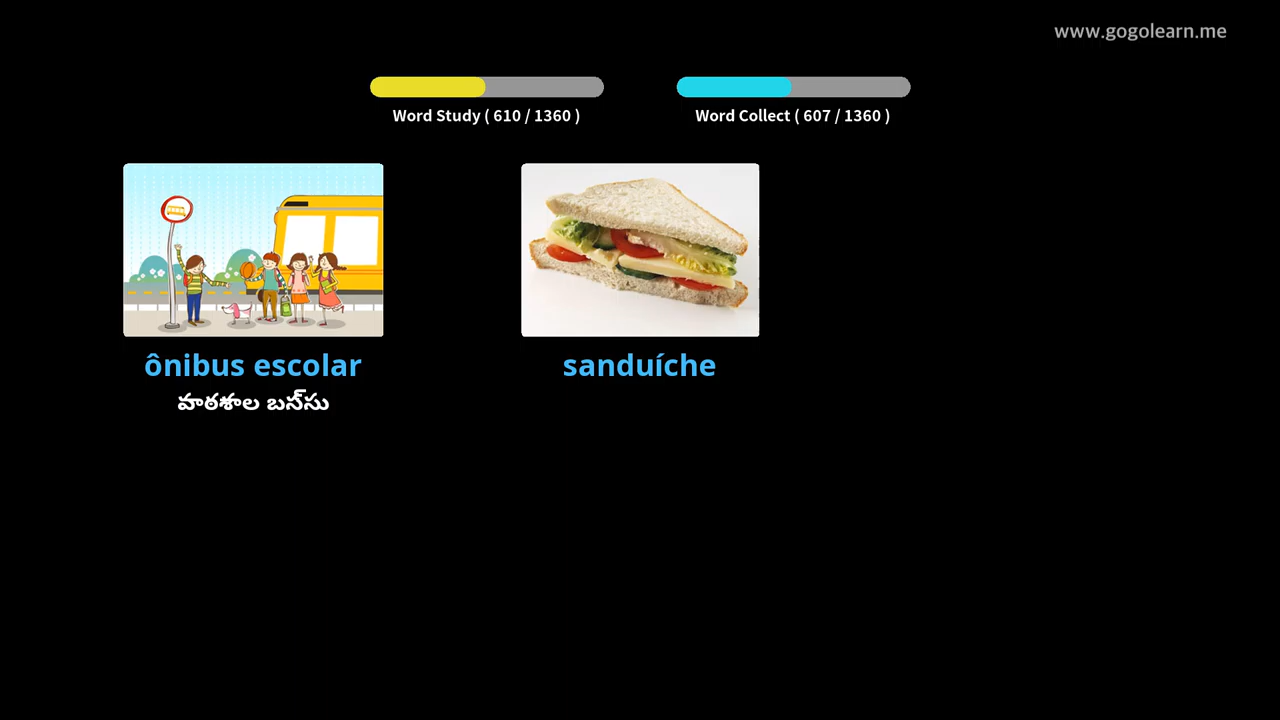 www.gogolearn.me
Word Study ( 610 / 1360 )
Word Collect ( 607 / 1360 )
ônibus escolar
sanduíche
పాఠశాల బస్‌సు